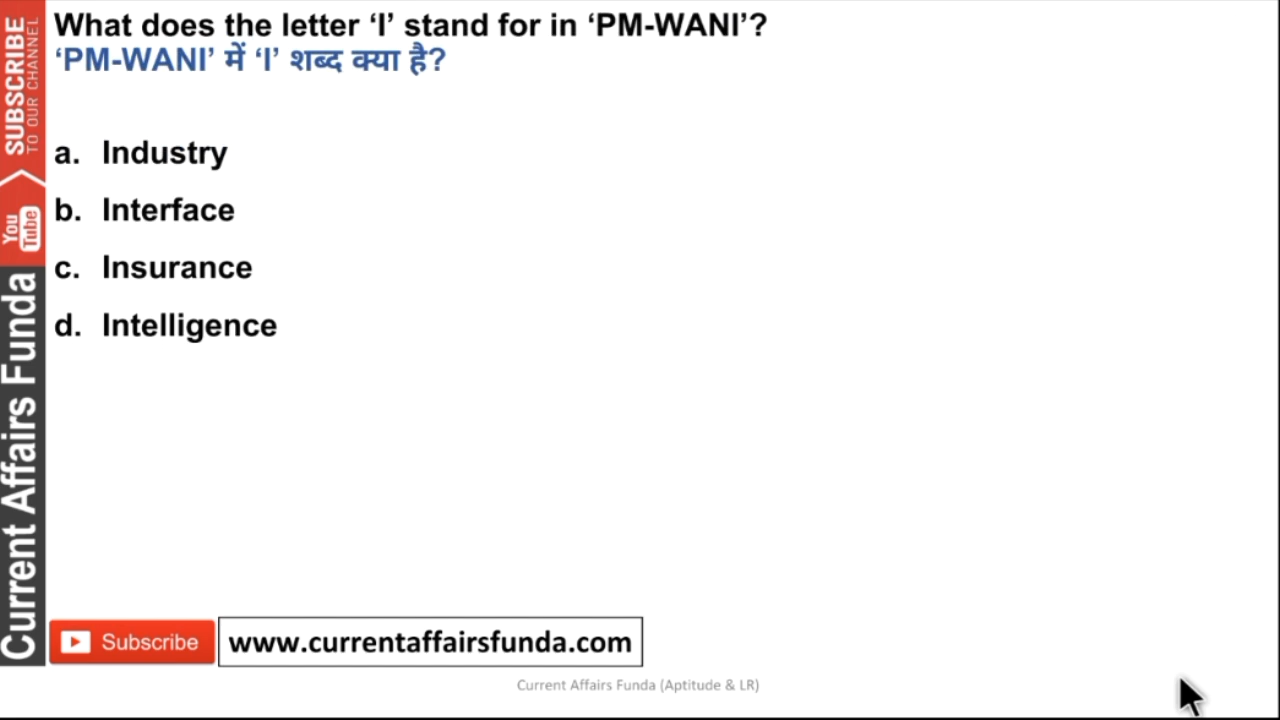 What does the letter ‘I’ stand for in ‘PM-WANI’?
‘PM-WANI’ में ‘I’ शब्द क्या है?
a. Industry
b. Interface
c. Insurance
d. Intelligence
SUBSCRIBE
TO OUR CHANNEL
You Tube
Current Affairs Funda
Subscribe
www.currentaffairsfunda.com
Current Affairs Funda (Aptitude & LR)